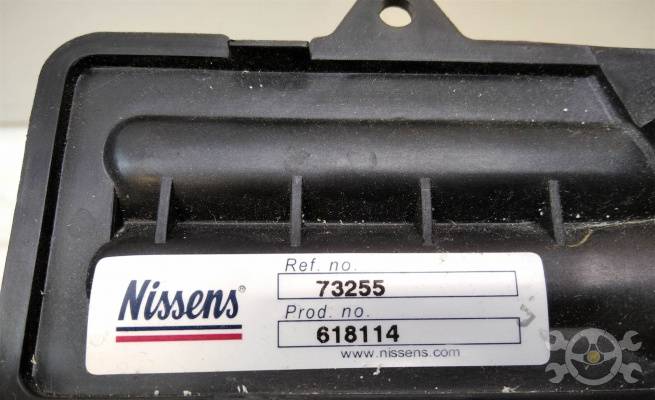 Nissens®
Ref. no.
73255
Prod. no.
618114
www.nissens.com